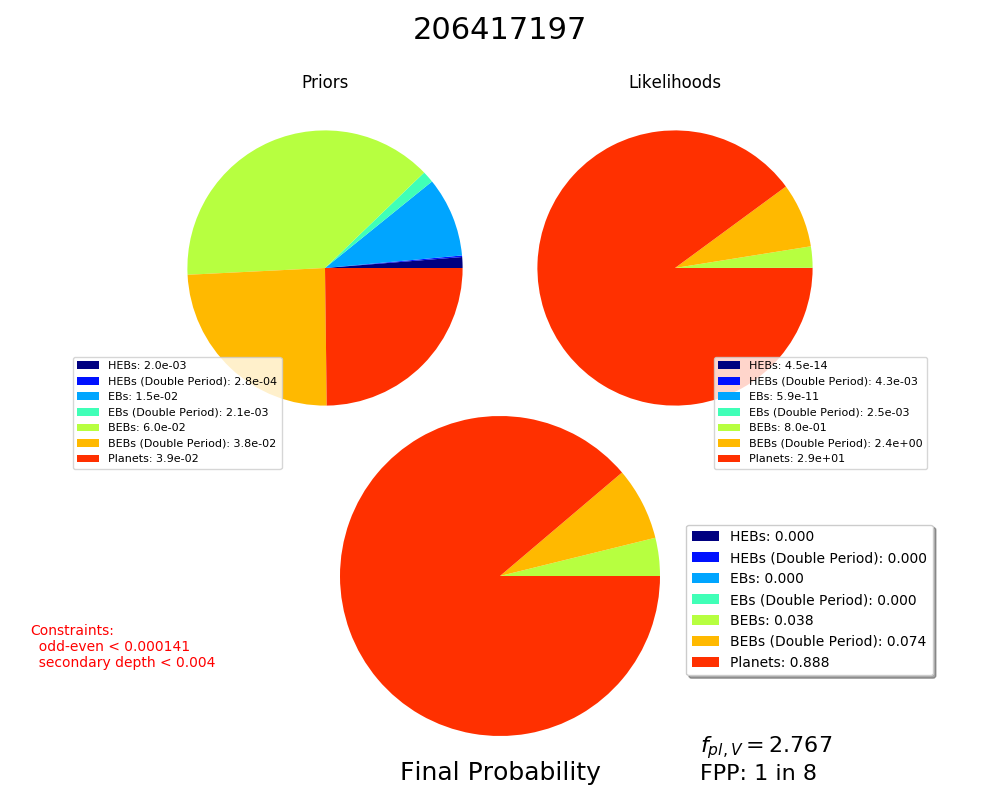 206417197
Priors
Likelihoods
HEBs: 2.0e-03
HEBs (Double Period): 2.8e-04
EBs: 1.5e-02
EBs (Double Period): 2.1e-03
BEBs: 6.0e-02
BEBs (Double Period): 3.8e-02
Planets: 3.9e-02
HEBs: 4.5e-14
HEBs (Double Period): 4.3e-03
EBs: 5.9e-11
EBs (Double Period): 2.5e-03
BEBs: 8.0e-01
BEBs (Double Period): 2.4e+00
Planets: 2.9e+01
HEBs: 0.000
HEBs (Double Period): 0.000
EBs: 0.000
EBs (Double Period): 0.000
BEBs: 0.038
BEBs (Double Period): 0.074
Planets: 0.888
Constraints:
odd-even < 0.000141
secondary depth < 0.004
f_{pl,V} = 2.767
FPP: 1 in 8
Final Probability